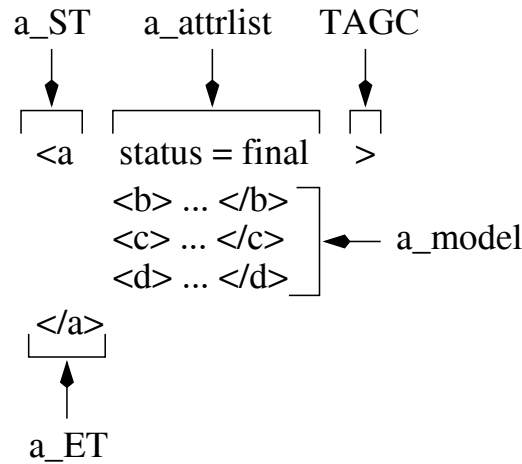 a_ST a_attrlist TAGC
<a status = final >
<b> ... </b>
<c> ... </c> a_model
<d> ... </d>
</a>
a_ET